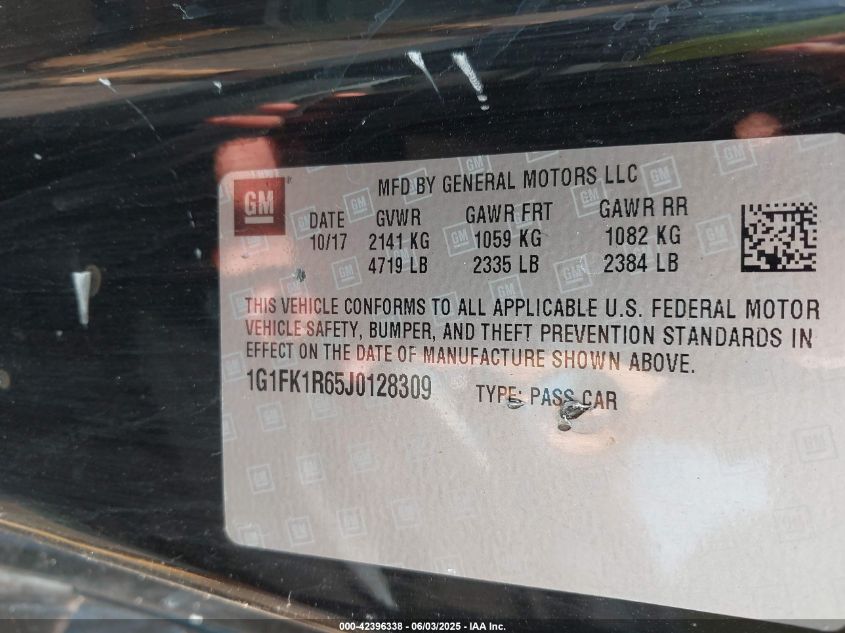 GM
MFD BY GENERAL MOTORS LLC
DATE GVWR GAWR FRT GAWR RR
10/17 2141 KG 1059 KG 1082 KG
4719 LB 2335 LB 2384 LB
THIS VEHICLE CONFORMS TO ALL APPLICABLE U.S. FEDERAL MOTOR
VEHICLE SAFETY, BUMPER, AND THEFT PREVENTION STANDARDS IN
EFFECT ON THE DATE OF MANUFACTURE SHOWN ABOVE.
1G1FK1R65J0128309 TYPE: PASS CAR
000-42396338 - 06/03/2025 - IAA Inc.